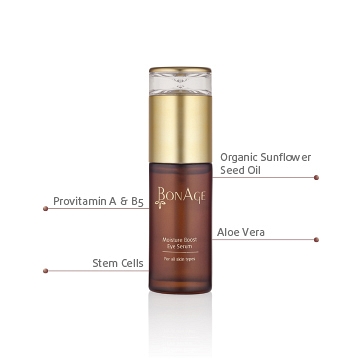 Organic Sunflower
Seed Oil
Provitamin A & B5
BonAge
Aloe Vera
Moisture Boost
Eye Serum
Stem Cells
For all skin types